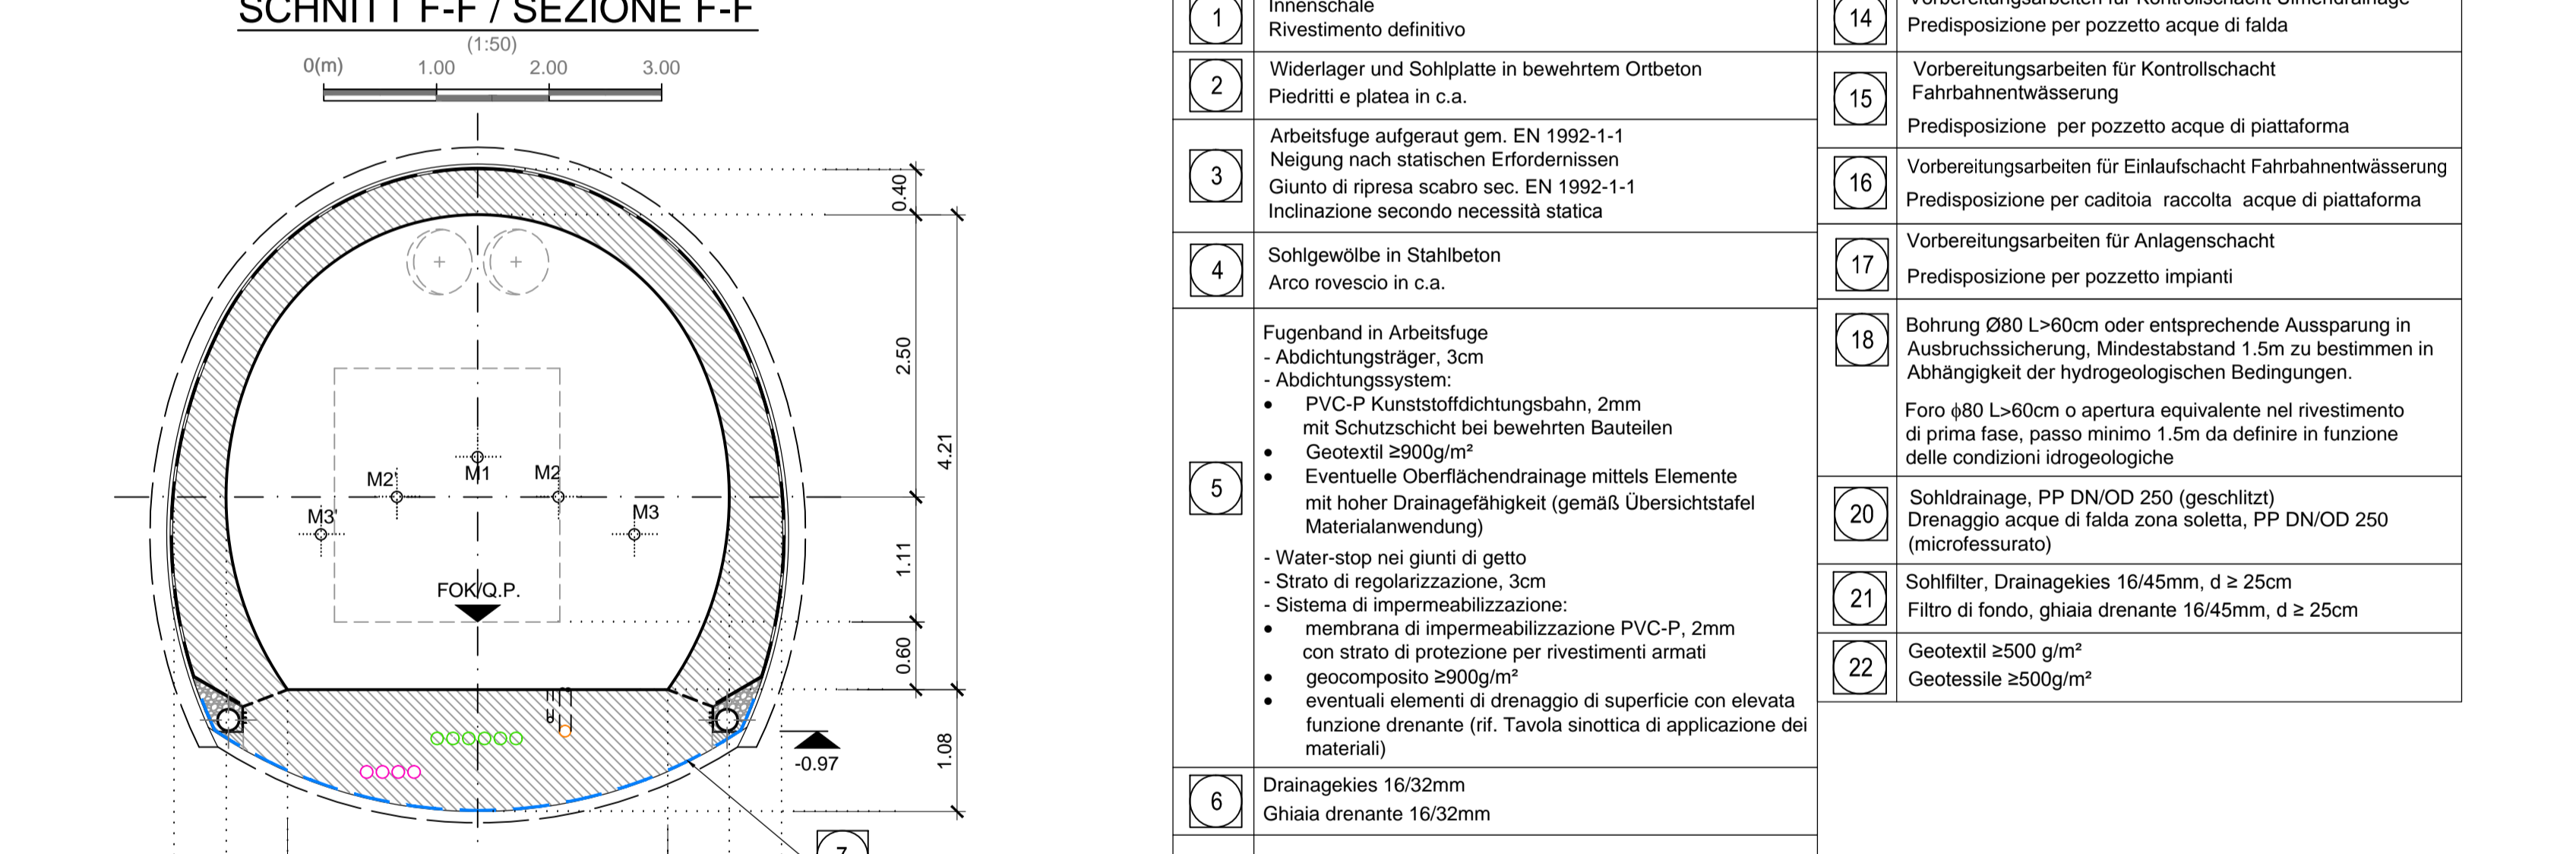 SCHNITT F-F / SEZIONE F-F
(1:50)
0(m) 1.00 2.00 3.00
0.40
2.50
4.21
1.11
0.60
1.08
M1
M2' M2
M3' M3
FOK/Q.P.
-0.97
7
1
Innenschale
Rivestimento definitivo
2
Widerlager und Sohlplatte in bewehrtem Ortbeton
Piedritti e platea in c.a.
3
Arbeitsfuge aufgeraut gem. EN 1992-1-1
Neigung nach statischen Erfordernissen
Giunto di ripresa scabro sec. EN 1992-1-1
Inclinazione secondo necessità statica
4
Sohlgewölbe in Stahlbeton
Arco rovescio in c.a.
5
Fugenband in Arbeitsfuge
- Abdichtungsträger, 3cm
- Abdichtungssystem:
• PVC-P Kunststoffdichtungsbahn, 2mm
mit Schutzschicht bei bewehrten Bauteilen
• Geotextil ≥900g/m²
• Eventuelle Oberflächendrainage mittels Elemente
mit hoher Drainagefähigkeit (gemäß Übersichtstafel
Materialanwendung)
- Water-stop nei giunti di getto
- Strato di regolarizzazione, 3cm
- Sistema di impermeabilizzazione:
• membrana di impermeabilizzazione PVC-P, 2mm
con strato di protezione per rivestimenti armati
• geocomposito ≥900g/m²
• eventuali elementi di drenaggio di superficie con elevata
funzione drenante (rif. Tavola sinottica di applicazione dei
materiali)
6
Drainagekies 16/32mm
Ghiaia drenante 16/32mm
14
Vorbereitungsarbeiten für Kontrollschacht Ulmendrainage
Predisposizione per pozzetto acque di falda
15
Vorbereitungsarbeiten für Kontrollschacht
Fahrbahnentwässerung
Predisposizione per pozzetto acque di piattaforma
16
Vorbereitungsarbeiten für Einlaufschacht Fahrbahnentwässerung
Predisposizione per caditoia raccolta acque di piattaforma
17
Vorbereitungsarbeiten für Anlagenschacht
Predisposizione per pozzetto impianti
18
Bohrung Ø80 L>60cm oder entsprechende Aussparung in
Ausbruchssicherung, Mindestabstand 1.5m zu bestimmen in
Abhängigkeit der hydrogeologischen Bedingungen.
Foro ϕ80 L>60cm o apertura equivalente nel rivestimento
di prima fase, passo minimo 1.5m da definire in funzione
delle condizioni idrogeologiche
20
Sohldrainage, PP DN/OD 250 (geschlitzt)
Drenaggio acque di falda zona soletta, PP DN/OD 250
(microfessurato)
21
Sohlfilter, Drainagekies 16/45mm, d ≥ 25cm
Filtro di fondo, ghiaia drenante 16/45mm, d ≥ 25cm
22
Geotextil ≥500 g/m²
Geotessile ≥500g/m²